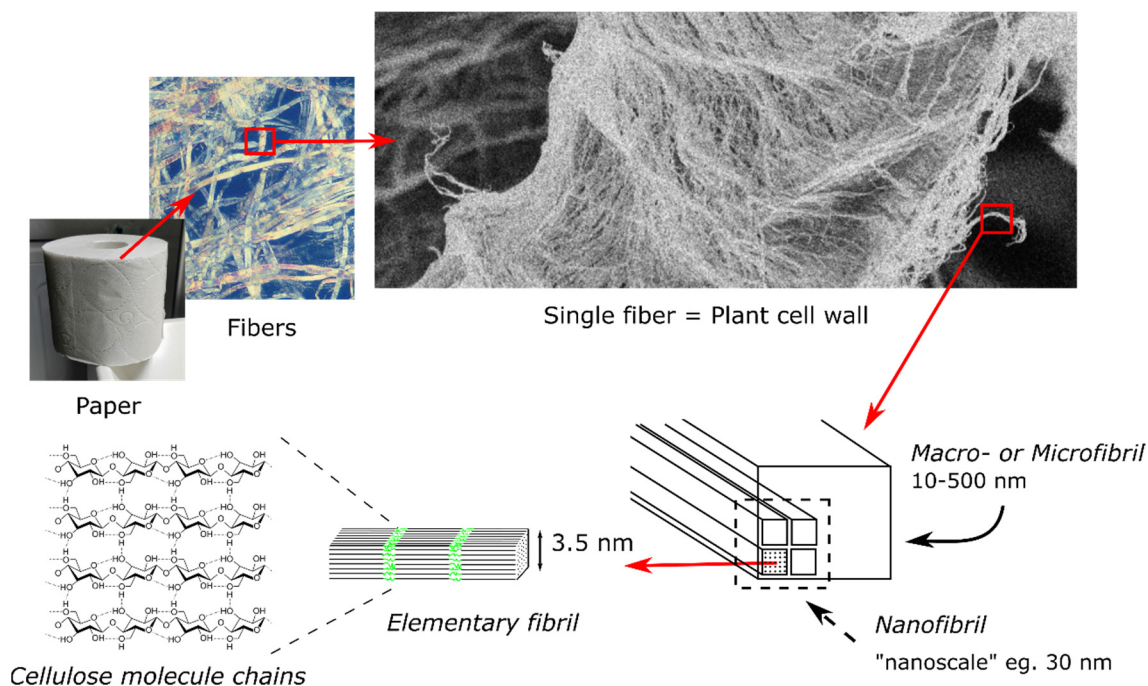 Fibers
Single fiber = Plant cell wall
Paper
Macro- or Microfibril
10-500 nm
3.5 nm
Elementary fibril
Nanofibril
"nanoscale" eg. 30 nm
Cellulose molecule chains